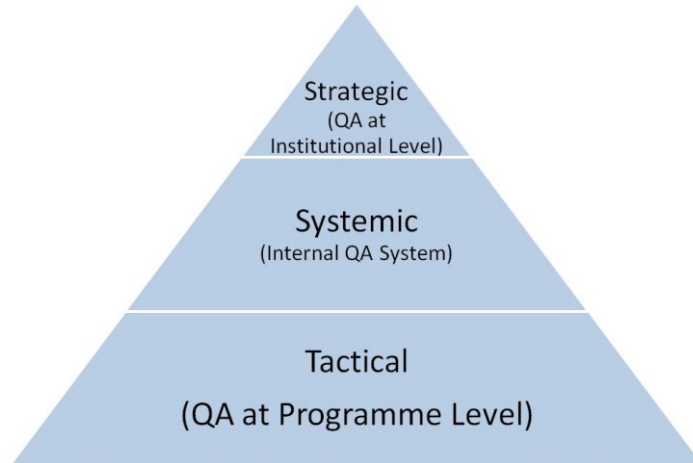 Strategic
(QA at
Institutional Level)
Systemic
(Internal QA System)
Tactical
(QA at Programme Level)